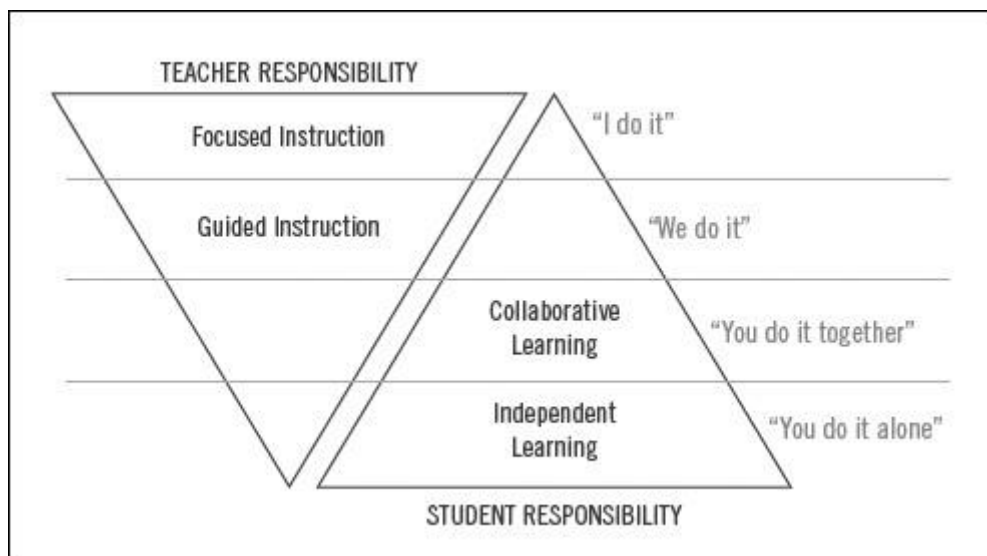 TEACHER RESPONSIBILITY
Focused Instruction
“I do it”
Guided Instruction
“We do it”
Collaborative
Learning
“You do it together”
Independent
Learning
“You do it alone”
STUDENT RESPONSIBILITY